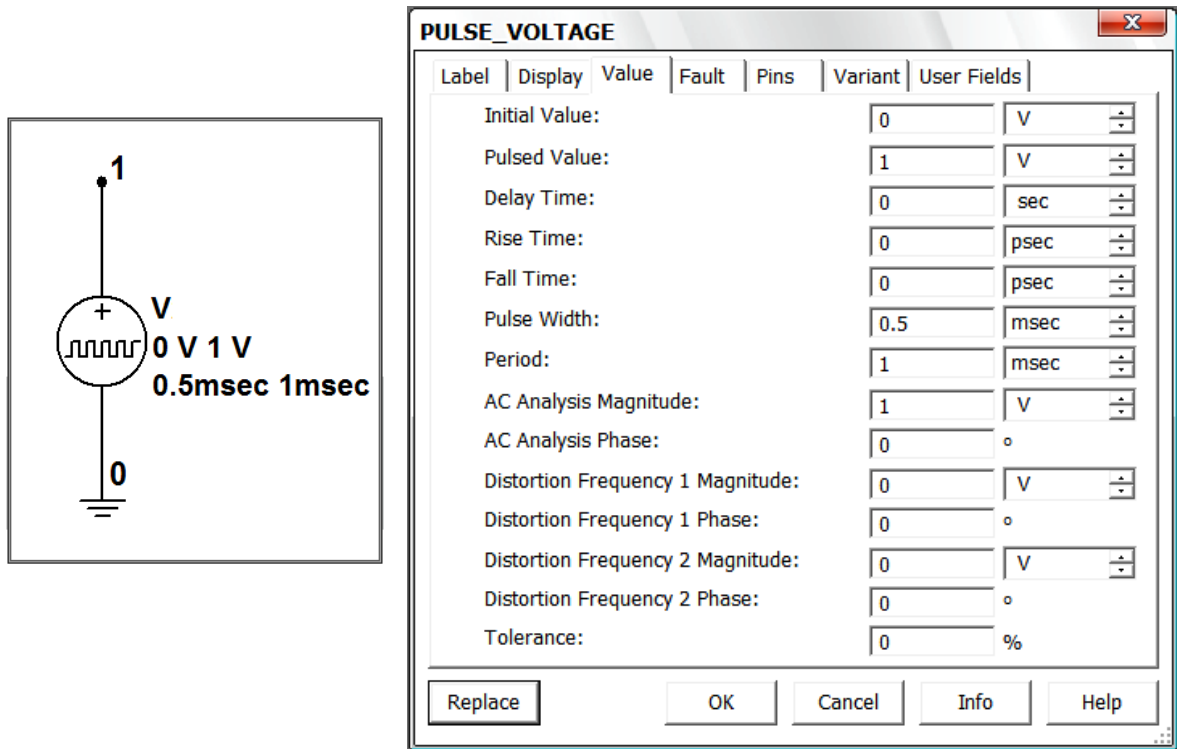 1
V
0 V 1 V
0.5msec 1msec
0
PULSE_VOLTAGE
X
Label Display Value Fault Pins Variant User Fields
Initial Value: 0 V
Pulsed Value: 1 V
Delay Time: 0 sec
Rise Time: 0 psec
Fall Time: 0 psec
Pulse Width: 0.5 msec
Period: 1 msec
AC Analysis Magnitude: 1 V
AC Analysis Phase: 0 °
Distortion Frequency 1 Magnitude: 0 V
Distortion Frequency 1 Phase: 0 °
Distortion Frequency 2 Magnitude: 0 V
Distortion Frequency 2 Phase: 0 °
Tolerance: 0 %
Replace OK Cancel Info Help